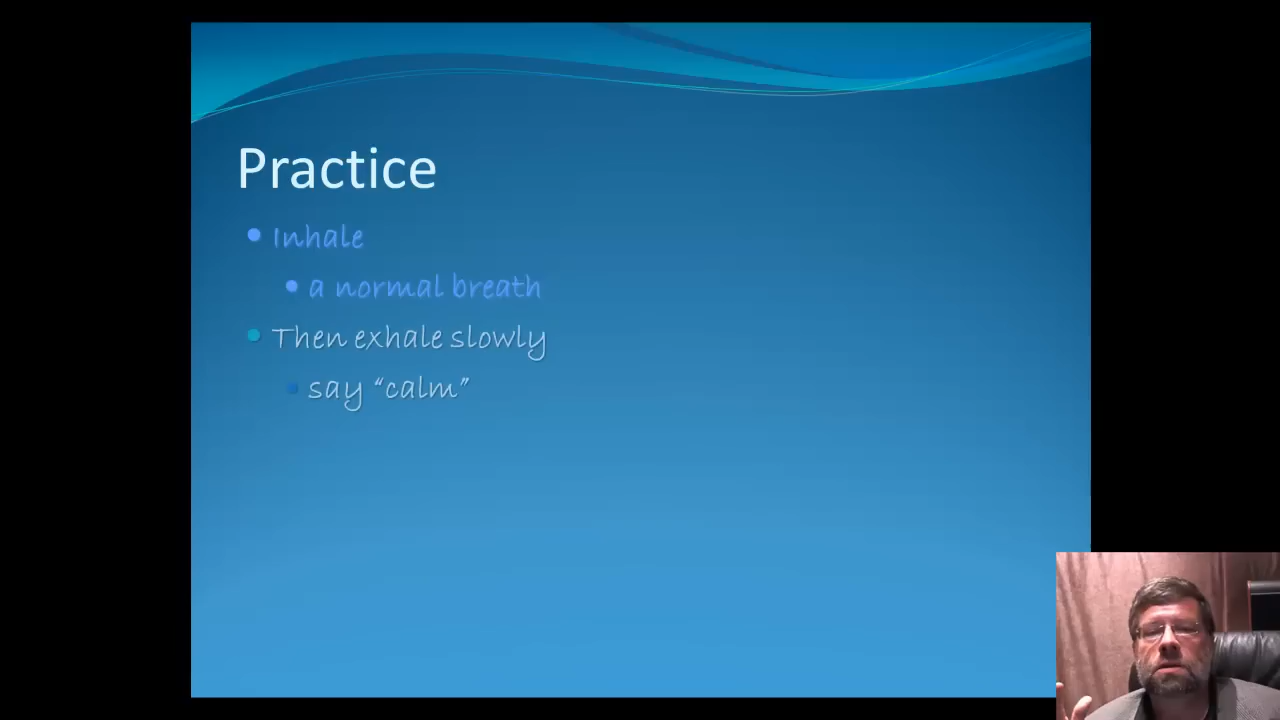 Practice
Inhale
a normal breath
Then exhale slowly
say “calm”